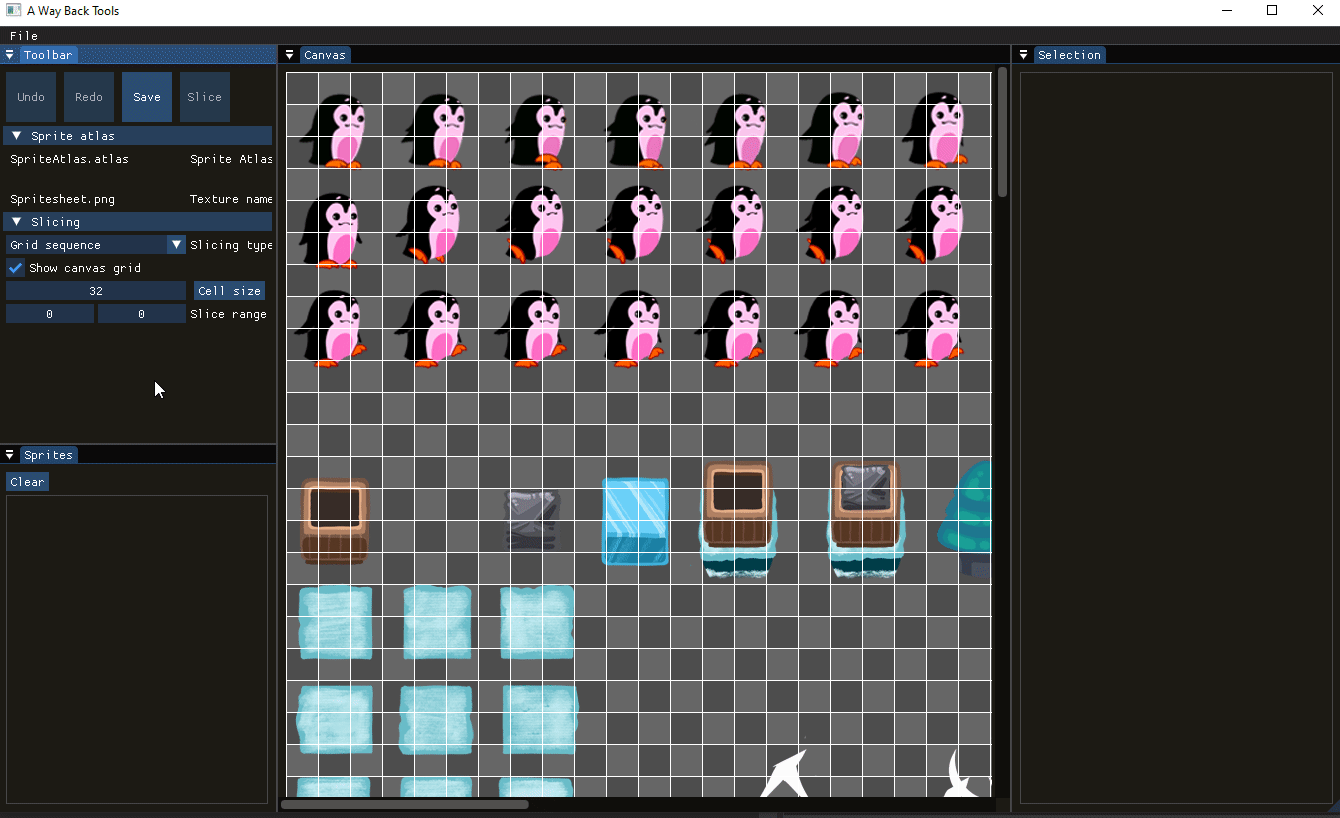 A Way Back Tools
File
Toolbar
Undo Redo Save Slice
Sprite atlas
SpriteAtlas.atlas Sprite Atlas
Spritesheet.png Texture name
Slicing
Grid sequence Slicing type
Show canvas grid
32 Cell size
0 0 Slice range
Sprites
Clear
Canvas
Selection